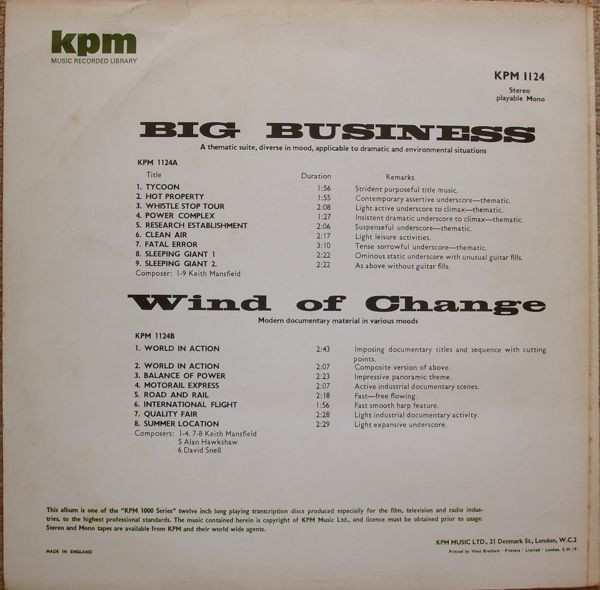 kpm
MUSIC RECORDED LIBRARY
KPM 1124
Stereo
playable Mono
BIG BUSINESS
A thematic suite, diverse in mood, applicable to dramatic and environmental situations
KPM 1124A
Title Duration Remarks
1. TYCOON 1:56 Strident purposeful title music.
2. HOT PROPERTY 1:55 Contemporary assertive underscore—thematic.
3. WHISTLE STOP TOUR 2:08 Light active underscore to climax—thematic.
4. POWER COMPLEX 1:27 Insistent dramatic underscore to climax—thematic.
5. RESEARCH ESTABLISHMENT 2:06 Suspenseful underscore—thematic.
6. CLEAN AIR 2:17 Light leisure activities.
7. FATAL ERROR 3:10 Tense sorrowful underscore—thematic.
8. SLEEPING GIANT 1 2:22 Ominous static underscore with unusual guitar fills.
9. SLEEPING GIANT 2. 2:22 As above without guitar fills.
Composer: 1-9 Keith Mansfield
Wind of Change
Modern documentary material in various moods
KPM 1124B
1. WORLD IN ACTION 2:43 Imposing documentary titles and sequence with cutting
points.
2. WORLD IN ACTION 2:07 Composite version of above.
3. BALANCE OF POWER 2:23 Impressive panoramic theme.
4. MOTORAIL EXPRESS 2:07 Active industrial documentary scenes.
5. ROAD AND RAIL 2:18 Fast—free flowing.
6. INTERNATIONAL FLIGHT 1:56 Fast smooth harp feature.
7. QUALITY FAIR 2:28 Light industrial documentary activity.
8. SUMMER LOCATION 2:29 Light expansive underscore.
Composers: 1-4, 7-8 Keith Mansfield
5 Alan Hawkshaw
6 David Snell
This album is one of the "KPM 1000 Series" twelve inch long playing transcription discs produced especially for the film, television and radio indus-
tries, to the highest professional standards. The music contained herein is copyright of KPM Music Ltd., and licence must be obtained prior to usage.
Stereo and Mono tapes are available from KPM and their world wide agents.
KPM MUSIC LTD., 21 Denmark St., London, W.C.2
MADE IN ENGLAND
Printed by West Brothers · Printers · Limited · London, S.W.19